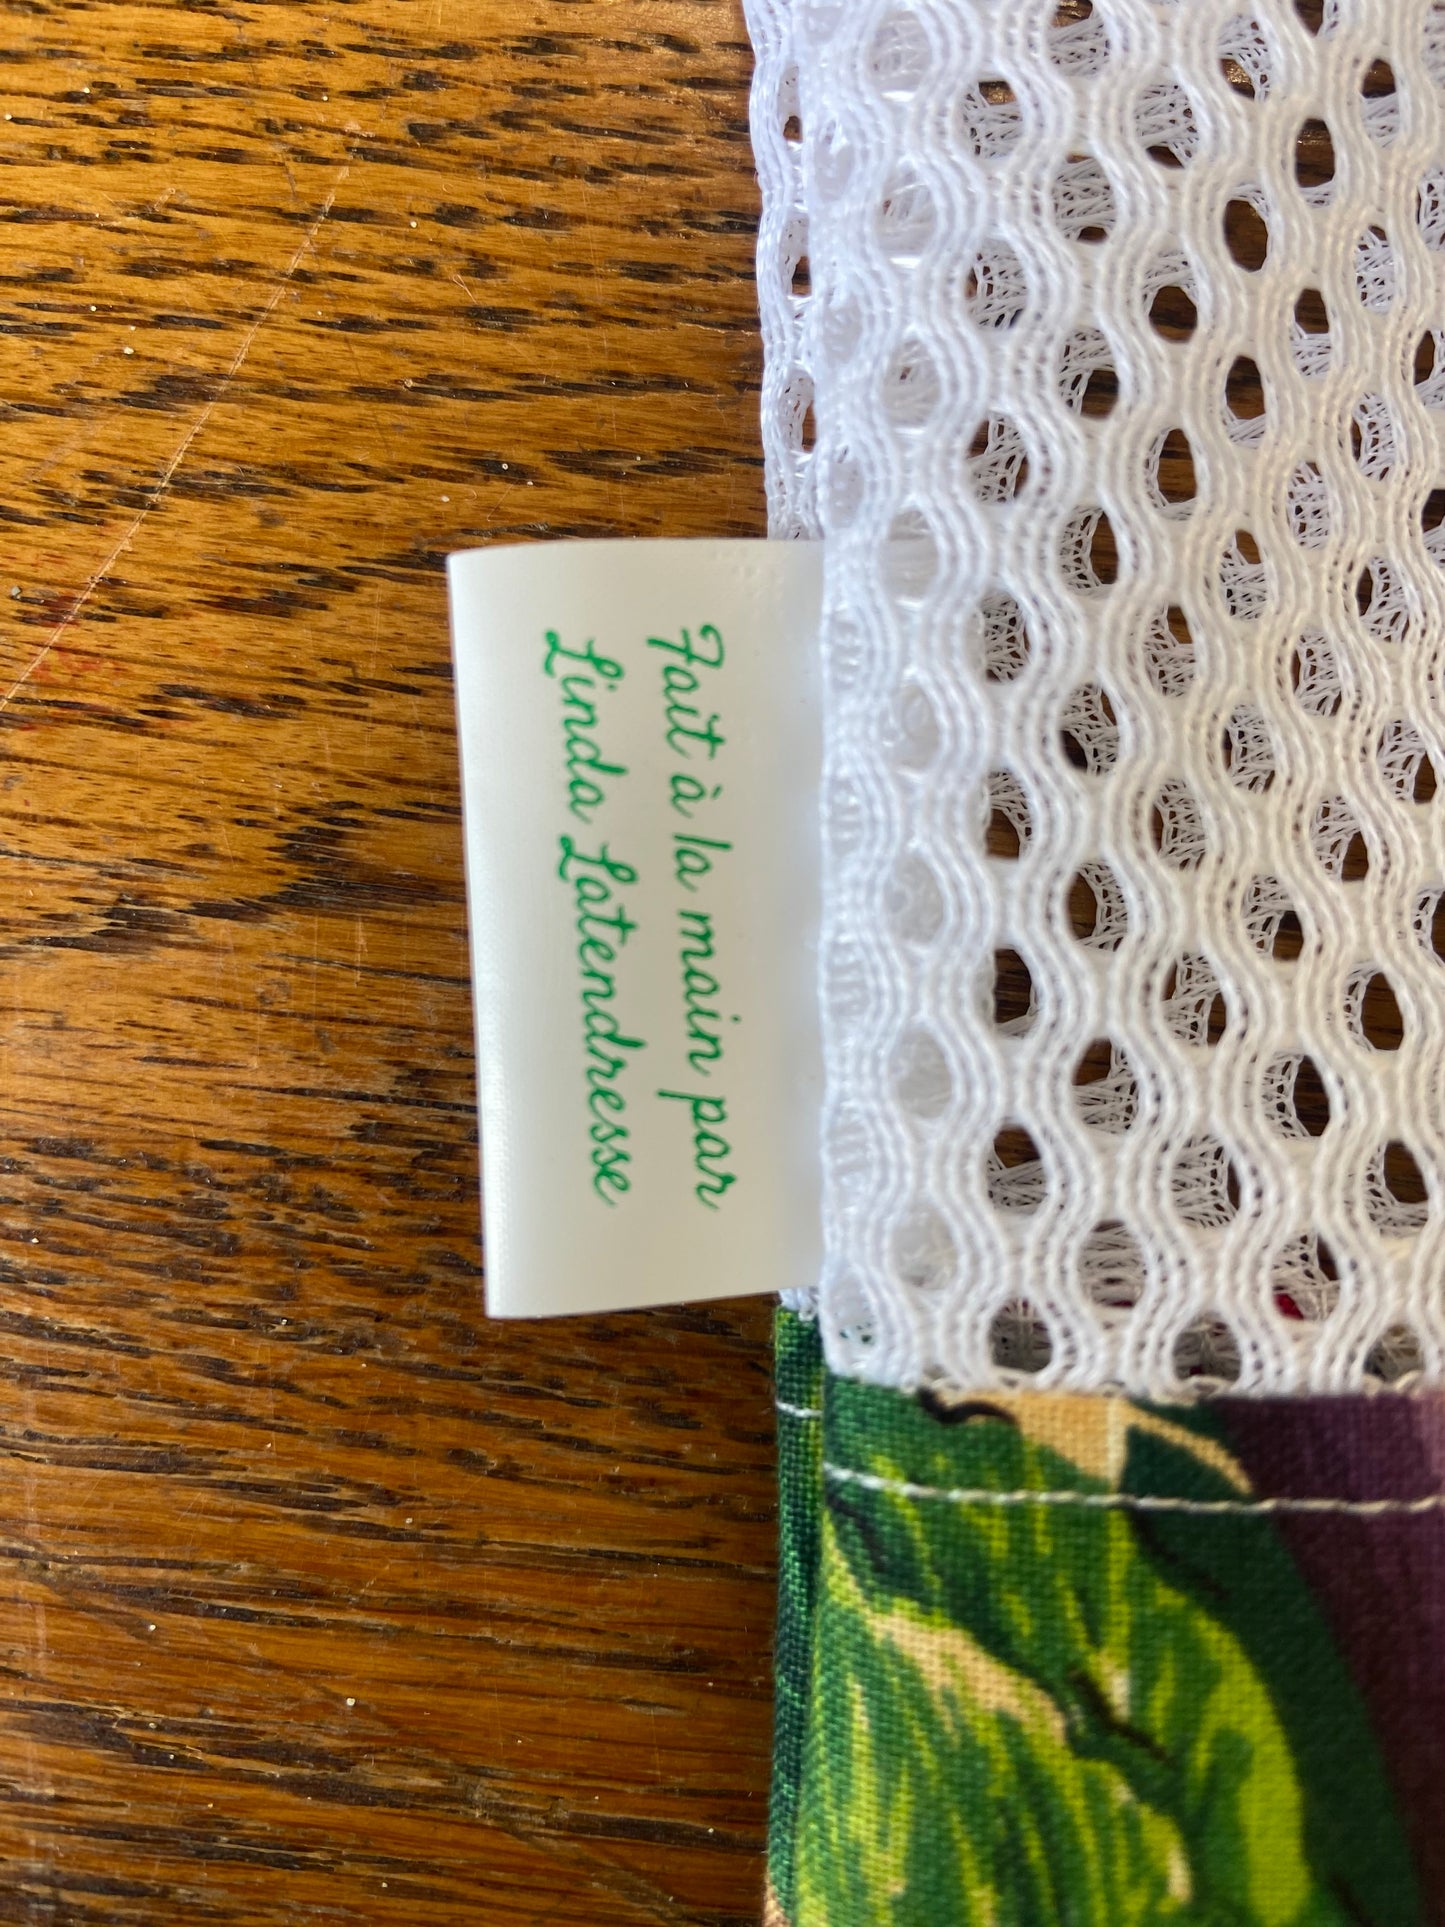 Fait à la main par
Linda Latendresse